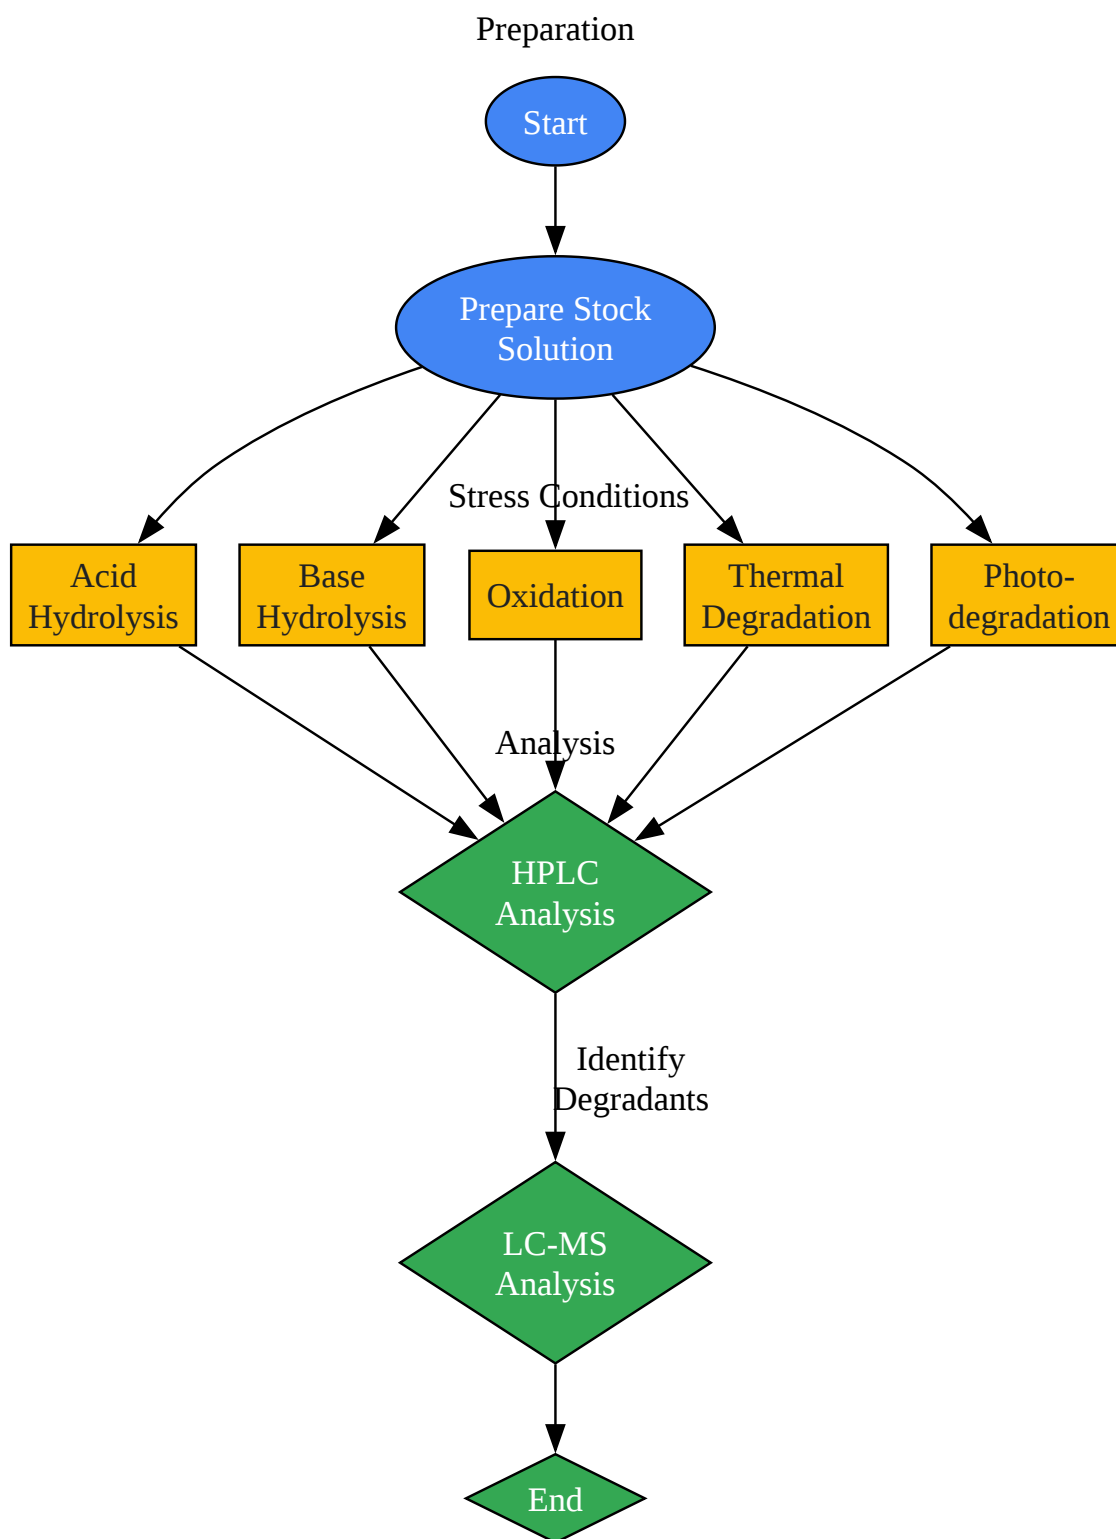 Preparation
Start
Prepare Stock
Solution
Stress Conditions
Acid
Hydrolysis
Base
Hydrolysis
Oxidation
Thermal
Degradation
Photo-
degradation
Analysis
HPLC
Analysis
Identify
Degradants
LC-MS
Analysis
End